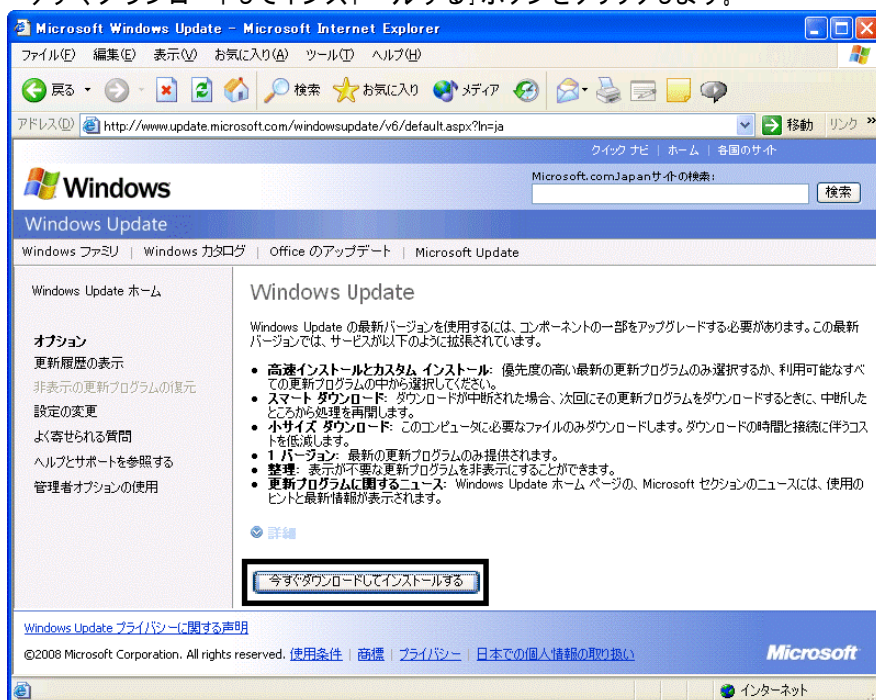 「今すぐダウンロードしてインストールする」ボタンをクリックします。
Microsoft Windows Update - Microsoft Internet Explorer
ファイル(F) 編集(E) 表示(V) お気に入り(A) ツール(T) ヘルプ(H)
戻る 検索 お気に入り メディア
アドレス(D) http://www.update.microsoft.com/windowsupdate/v6/default.aspx?ln=ja 移動 リンク »
クイック ナビ | ホーム | 各国のサイト
Windows
Microsoft.comJapanサイトの検索:
検索
Windows Update
Windows ファミリ | Windows カタログ | Office のアップデート | Microsoft Update
Windows Update ホーム
オプション
更新履歴の表示
非表示の更新プログラムの復元
設定の変更
よく寄せられる質問
ヘルプとサポートを参照する
管理者オプションの使用
Windows Update
Windows Update の最新バージョンを使用するには、コンポーネントの一部をアップグレードする必要があります。この最新
バージョンでは、サービスが以下のように拡張されています。
• 高速インストールとカスタム インストール: 優先度の高い最新の更新プログラムのみ選択するか、利用可能なすべ
ての更新プログラムの中から選択してください。
• スマート ダウンロード: ダウンロードが中断された場合、次回にその更新プログラムをダウンロードするときに、中断した
ところから処理を再開します。
• 小サイズ ダウンロード: このコンピュータに必要なファイルのみダウンロードします。ダウンロードの時間と接続に伴うコス
トを低減します。
• 1 バージョン: 最新の更新プログラムのみ提供されます。
• 整理: 表示が不要な更新プログラムを非表示にすることができます。
• 更新プログラムに関するニュース: Windows Update ホーム ページの、Microsoft セクションのニュースには、使用の
ヒントと最新情報が表示されます。
詳細
今すぐダウンロードしてインストールする
Windows Update プライバシーに関する声明
©2008 Microsoft Corporation. All rights reserved. 使用条件 | 商標 | プライバシー | 日本での個人情報の取り扱い
Microsoft
インターネット